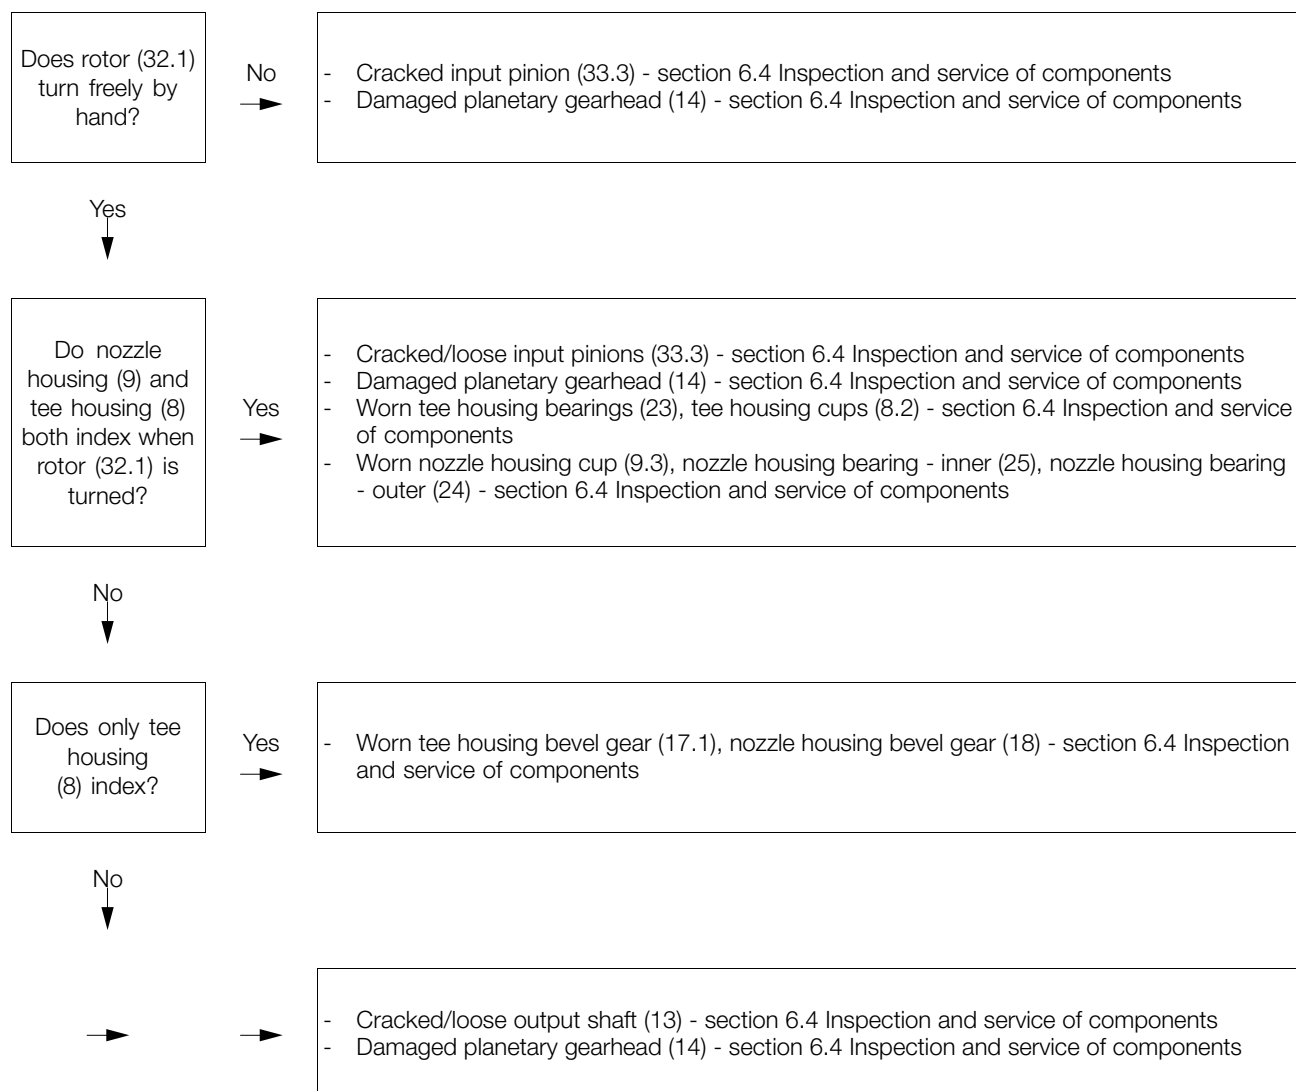 Does rotor (32.1)
turn freely by
hand?
No
- Cracked input pinion (33.3) - section 6.4 Inspection and service of components
- Damaged planetary gearhead (14) - section 6.4 Inspection and service of components
Yes
Do nozzle
housing (9) and
tee housing (8)
both index when
rotor (32.1) is
turned?
Yes
- Cracked/loose input pinions (33.3) - section 6.4 Inspection and service of components
- Damaged planetary gearhead (14) - section 6.4 Inspection and service of components
- Worn tee housing bearings (23), tee housing cups (8.2) - section 6.4 Inspection and service
of components
- Worn nozzle housing cup (9.3), nozzle housing bearing - inner (25), nozzle housing bearing
- outer (24) - section 6.4 Inspection and service of components
No
Does only tee
housing
(8) index?
Yes
- Worn tee housing bevel gear (17.1), nozzle housing bevel gear (18) - section 6.4 Inspection
and service of components
No
- Cracked/loose output shaft (13) - section 6.4 Inspection and service of components
- Damaged planetary gearhead (14) - section 6.4 Inspection and service of components